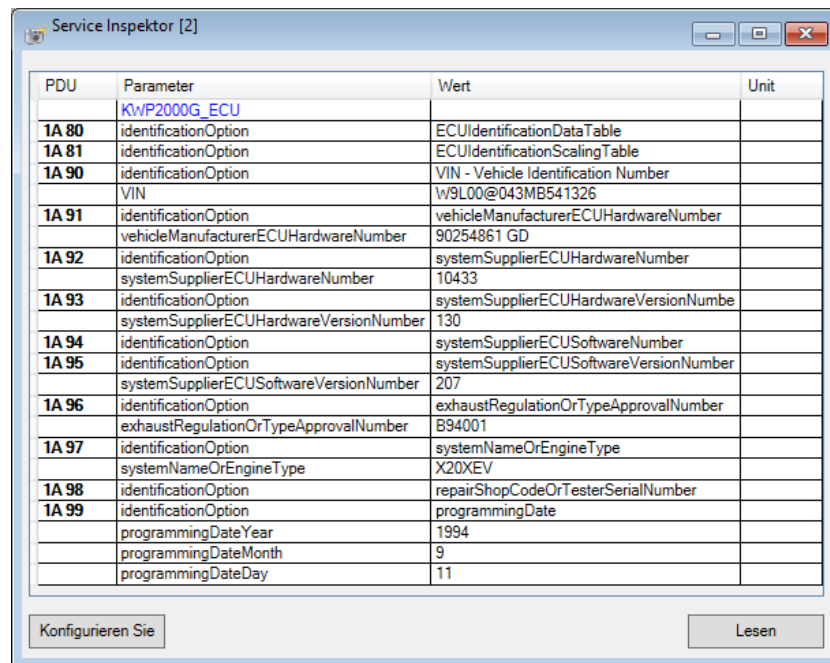 Service Inspektor [2]
PDU Parameter Wert Unit
KWP2000G_ECU
1A 80 identificationOption ECUIdentificationDataTable
1A 81 identificationOption ECUIdentificationScalingTable
1A 90 identificationOption VIN - Vehicle Identification Number
VIN W9L00@043MB541326
1A 91 identificationOption vehicleManufacturerECUHardwareNumber
vehicleManufacturerECUHardwareNumber 90254861 GD
1A 92 identificationOption systemSupplierECUHardwareNumber
systemSupplierECUHardwareNumber 10433
1A 93 identificationOption systemSupplierECUHardwareVersionNumbe
systemSupplierECUHardwareVersionNumber 130
1A 94 identificationOption systemSupplierECUSoftwareNumber
1A 95 identificationOption systemSupplierECUSoftwareVersionNumber
systemSupplierECUSoftwareVersionNumber 207
1A 96 identificationOption exhaustRegulationOrTypeApprovalNumber
exhaustRegulationOrTypeApprovalNumber B94001
1A 97 identificationOption systemNameOrEngineType
systemNameOrEngineType X20XEV
1A 98 identificationOption repairShopCodeOrTesterSerialNumber
1A 99 identificationOption programmingDate
programmingDateYear 1994
programmingDateMonth 9
programmingDateDay 11
Konfigurieren Sie Lesen